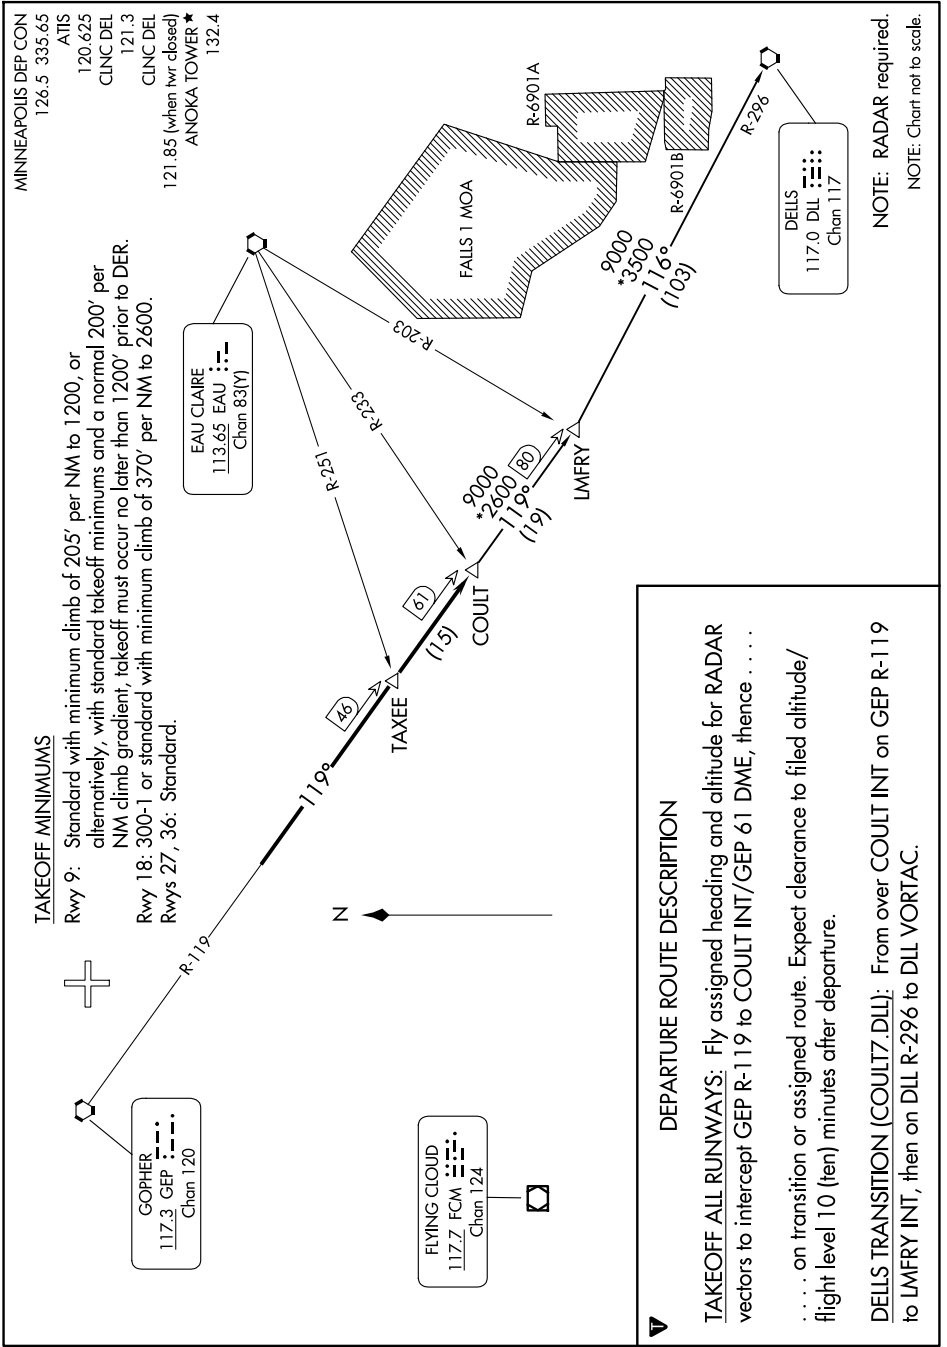 MINNEAPOLIS DEP CON
126.5 335.65
ATIS
120.625
CLNC DEL
121.3
CLNC DEL
121.85 (when twr closed)
ANOKA TOWER★
132.4
TAKEOFF MINIMUMS
Rwy 9: Standard with minimum climb of 205' per NM to 1200, or
alternatively, with standard takeoff minimums and a normal 200' per
NM climb gradient, takeoff must occur no later than 1200' prior to DER.
Rwy 18: 300-1 or standard with minimum climb of 370' per NM to 2600.
Rwys 27, 36: Standard.
GOPHER
117.3 GEP
Chan 120
R-119
119°
N
FLYING CLOUD
117.7 FCM
Chan 124
EAU CLAIRE
113.65 EAU
Chan 83(Y)
R-251
R-233
R-203
46
TAXEE
61
(15)
COULT
9000
*2600
119°
(19)
80
LMFRY
FALLS 1 MOA
R-6901A
R-6901B
9000
*3500
116°
(103)
R-296
DELLS
117.0 DLL
Chan 117
NOTE: RADAR required.
NOTE: Chart not to scale.
T
DEPARTURE ROUTE DESCRIPTION
TAKEOFF ALL RUNWAYS: Fly assigned heading and altitude for RADAR
vectors to intercept GEP R-119 to COULT INT/GEP 61 DME, thence . . . .
. . . . on transition or assigned route. Expect clearance to filed altitude/
flight level 10 (ten) minutes after departure.
DELLS TRANSITION (COULT7.DLL): From over COULT INT on GEP R-119
to LMFRY INT, then on DLL R-296 to DLL VORTAC.